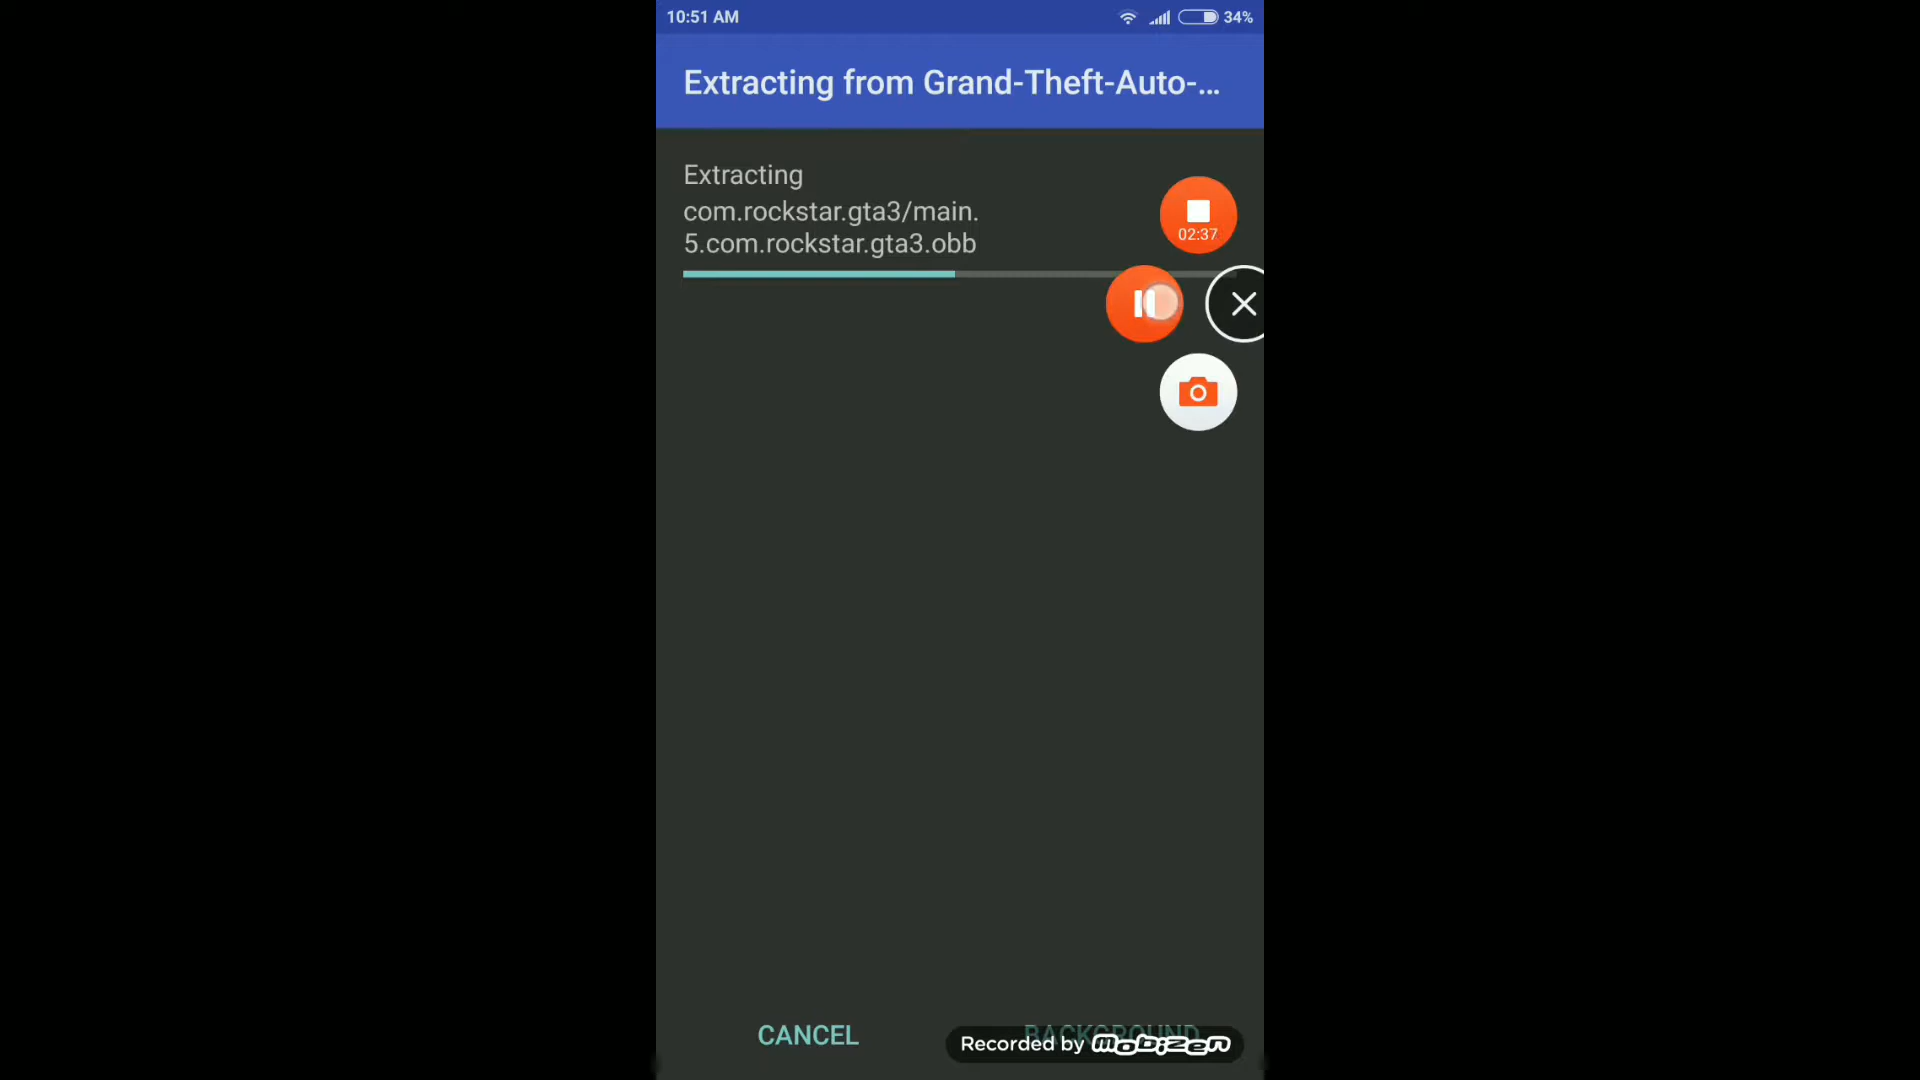 10:51 AM
34%
Extracting from Grand-Theft-Auto-...
Extracting
com.rockstar.gta3/main.
5.com.rockstar.gta3.obb
02:37
CANCEL
BACKGROUND
Recorded by mobizen